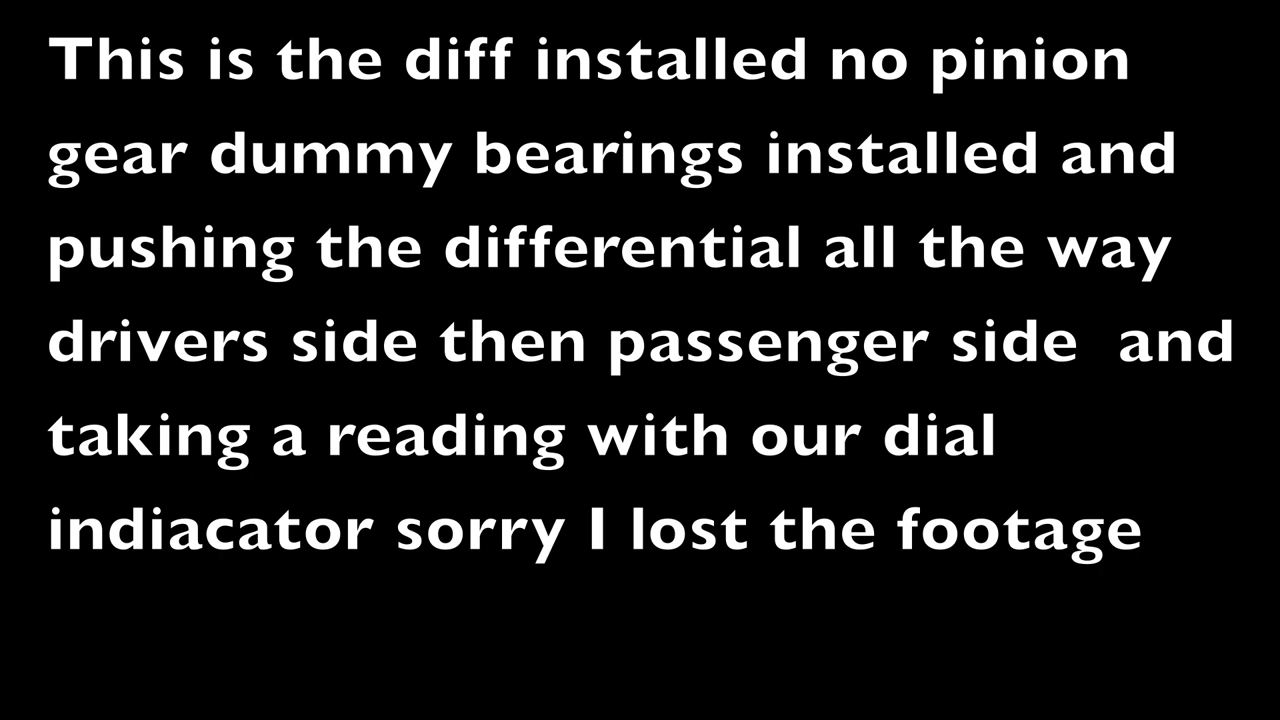 This is the diff installed no pinion
gear dummy bearings installed and
pushing the differential all the way
drivers side then passenger side  and
taking a reading with our dial
indiacator sorry I lost the footage